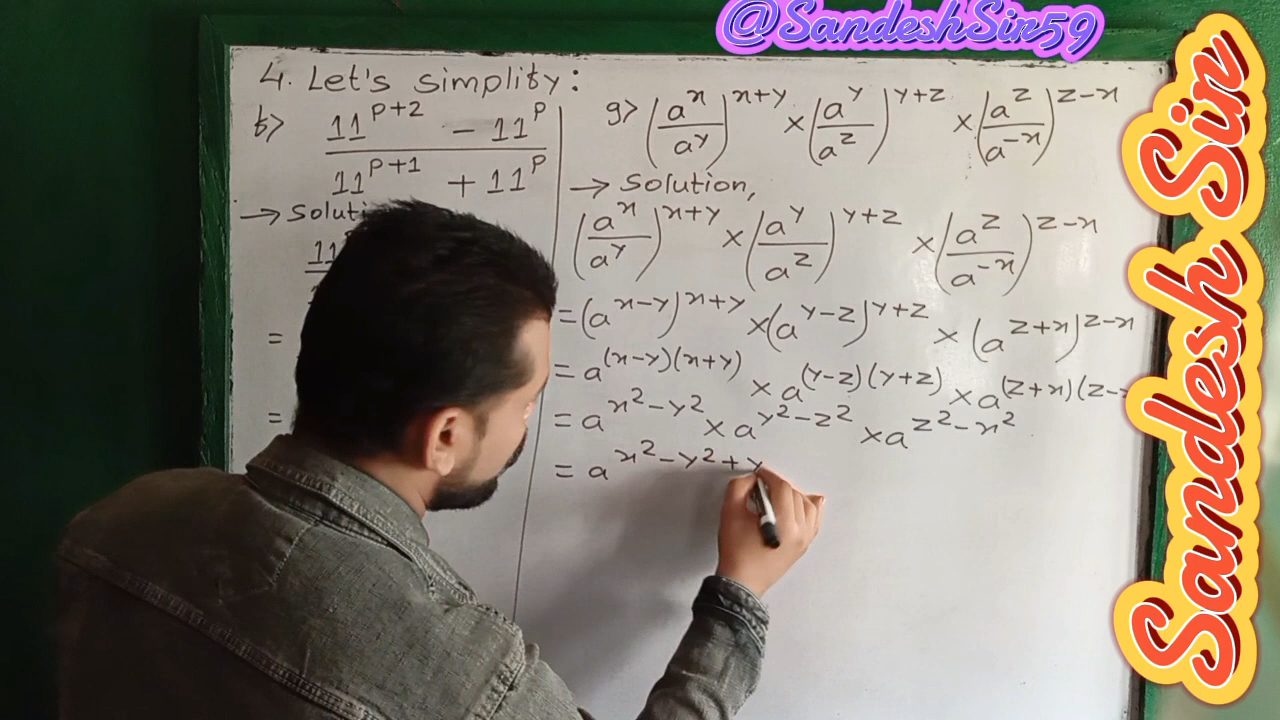 @SandeshSir59
Sandesh Sir
4. Let's simplify:
f> (11^(P+2) - 11^P) / (11^(P+1) + 11^P)
→ Soluti
11
=
=
g> (a^x/a^y)^(x+y) × (a^y/a^z)^(y+z) × (a^z/a^(-x))^(z-x)
→ Solution,
(a^x/a^y)^(x+y) × (a^y/a^z)^(y+z) × (a^z/a^(-x))^(z-x)
= (a^(x-y))^(x+y) × (a^(y-z))^(y+z) × (a^(z+x))^(z-x)
= a^((x-y)(x+y)) × a^((y-z)(y+z)) × a^((z+x)(z-
= a^(x²-y²) × a^(y²-z²) × a^(z²-x²)
= a^(x²-y²+y